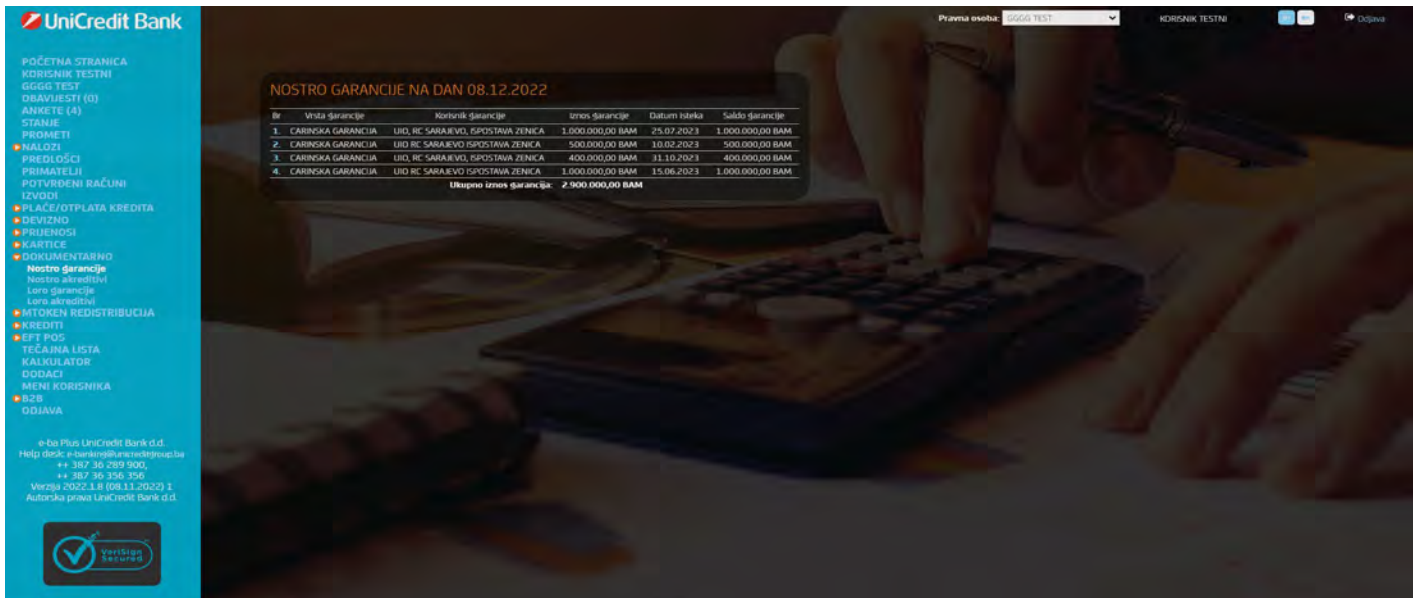 UniCredit Bank
Pravna osoba: GGGG TEST
KORISNIK TESTNI
Odjava
POČETNA STRANICA
KORISNIK TESTNI
GGGG TEST
OBAVIJESTI (0)
ANKETE (4)
STANJE
PROMETI
NALOZI
PREDLOŠCI
PRIMATELJI
POTVRĐENI RAČUNI
IZVODI
PLAĆE/OTPLATA KREDITA
DEVIZNO
PRIJENOSI
KARTICE
DOKUMENTARNO
Nostro garancije
Nostro akreditivi
Loro garancije
Loro akreditivi
MTOKEN REDISTRIBUCIJA
KREDITI
EFT POS
TEČAJNA LISTA
KALKULATOR
DODACI
MENI KORISNIKA
B2B
ODJAVA
e-ba Plus UniCredit Bank d.d.
Help desk: e-banking@unicreditgroup.ba
++ 387 36 289 900,
++ 387 36 356 356
Verzija 2022.1.8 (08.11.2022) 1
Autorska prava UniCredit Bank d.d.
VeriSign
Secured
NOSTRO GARANCIJE NA DAN 08.12.2022
Br Vrsta garancije Korisnik garancije Iznos garancije Datum isteka Saldo garancije
1. CARINSKA GARANCIJA UIO, RC SARAJEVO, ISPOSTAVA ZENICA 1.000.000,00 BAM 25.07.2023 1.000.000,00 BAM
2. CARINSKA GARANCIJA UIO RC SARAJEVO ISPOSTAVA ZENICA 500.000,00 BAM 10.02.2023 500.000,00 BAM
3. CARINSKA GARANCIJA UIO, RC SARAJEVO, ISPOSTAVA ZENICA 400.000,00 BAM 31.10.2023 400.000,00 BAM
4. CARINSKA GARANCIJA UIO RC SARAJEVO ISPOSTAVA ZENICA 1.000.000,00 BAM 15.06.2023 1.000.000,00 BAM
Ukupno iznos garancija: 2.900.000,00 BAM